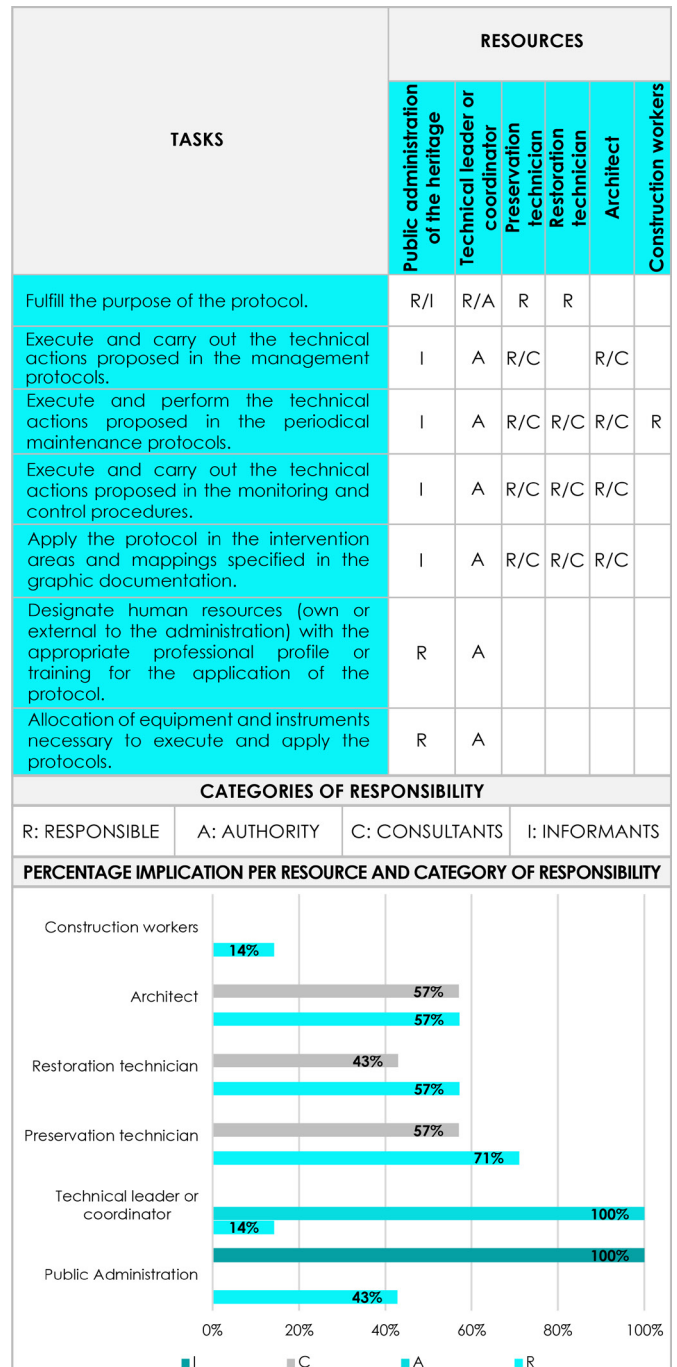 RESOURCES
TASKS
Public administration
of the heritage
Technical leader or
coordinator
Preservation
technician
Restoration
technician
Architect
Construction workers
Fulfill the purpose of the protocol.
R/I R/A R R
Execute and carry out the technical
actions proposed in the management
protocols.
I A R/C R/C
Execute and perform the technical
actions proposed in the periodical
maintenance protocols.
I A R/C R/C R/C R
Execute and carry out the technical
actions proposed in the monitoring and
control procedures.
I A R/C R/C R/C
Apply the protocol in the intervention
areas and mappings specified in the
graphic documentation.
I A R/C R/C R/C
Designate human resources (own or
external to the administration) with the
appropriate professional profile or
training for the application of the
protocol.
R A
Allocation of equipment and instruments
necessary to execute and apply the
protocols.
R A
CATEGORIES OF RESPONSIBILITY
R: RESPONSIBLE A: AUTHORITY C: CONSULTANTS I: INFORMANTS
PERCENTAGE IMPLICATION PER RESOURCE AND CATEGORY OF RESPONSIBILITY
Construction workers
14%
Architect
57%
57%
Restoration technician
43%
57%
Preservation technician
57%
71%
Technical leader or
coordinator
100%
14%
Public Administration
100%
43%
0% 20% 40% 60% 80% 100%
I C A R